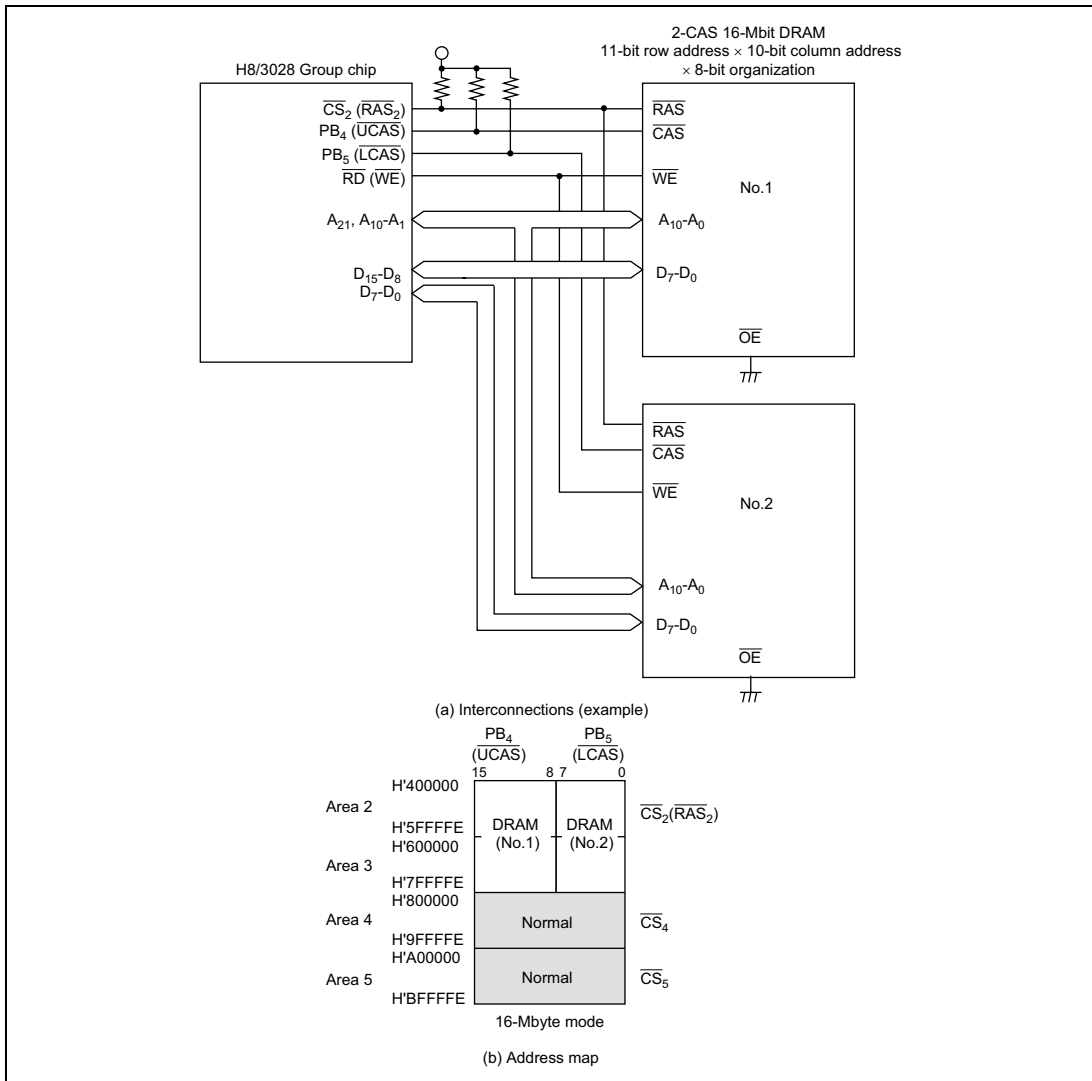 2-CAS 16-Mbit DRAM
11-bit row address × 10-bit column address
× 8-bit organization
H8/3028 Group chip
CS2 (RAS2)
PB4 (UCAS)
PB5 (LCAS)
RD (WE)
A21, A10-A1
D15-D8
D7-D0
RAS
CAS
WE
No.1
A10-A0
D7-D0
OE
RAS
CAS
WE
No.2
A10-A0
D7-D0
OE
(a) Interconnections (example)
PB4 (UCAS)
PB5 (LCAS)
15 8 7 0
Area 2
H'400000
H'5FFFFE
Area 3
H'600000
H'7FFFFE
Area 4
H'800000
H'9FFFFE
Area 5
H'A00000
H'BFFFFE
DRAM (No.1)
DRAM (No.2)
Normal
Normal
CS2(RAS2)
CS4
CS5
16-Mbyte mode
(b) Address map